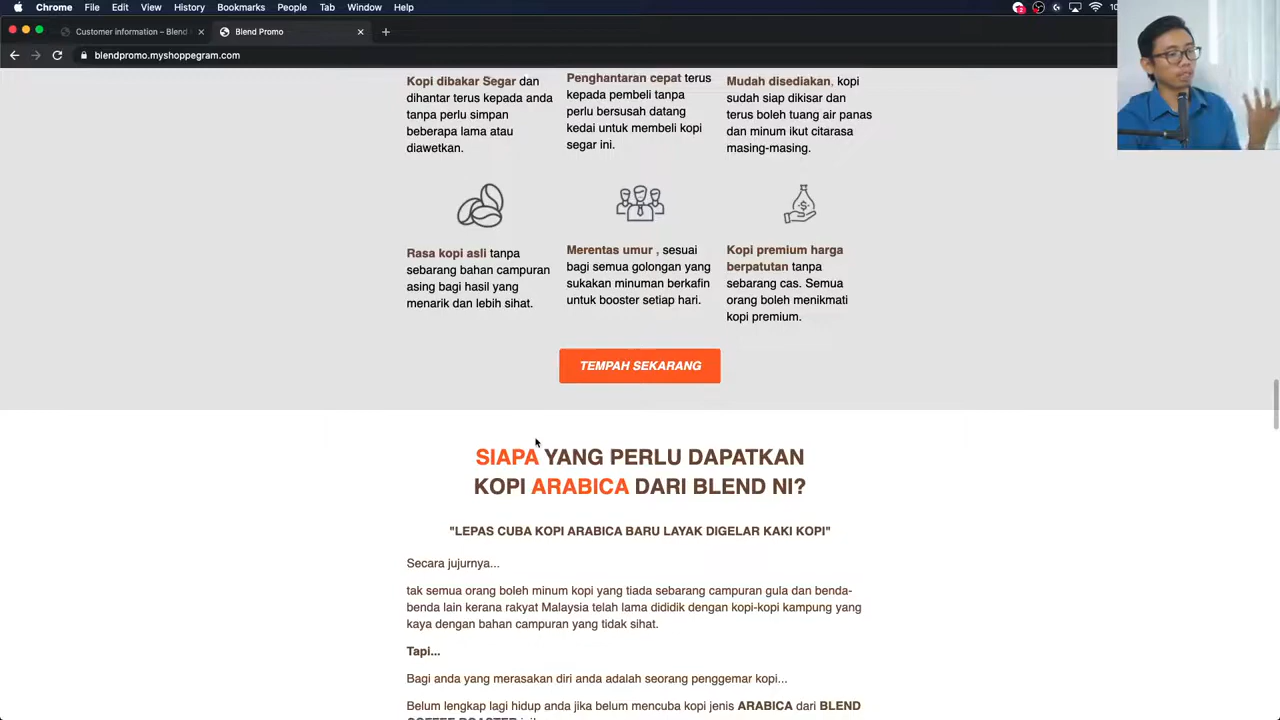 Chrome File Edit View History Bookmarks People Tab Window Help
Customer information – Blend
Blend Promo
blendpromo.myshoppegram.com
Kopi dibakar Segar dan
dihantar terus kepada anda
tanpa perlu simpan
beberapa lama atau
diawetkan.
Penghantaran cepat terus
kepada pembeli tanpa
perlu bersusah datang
kedai untuk membeli kopi
segar ini.
Mudah disediakan, kopi
sudah siap dikisar dan
terus boleh tuang air panas
dan minum ikut citarasa
masing-masing.
Rasa kopi asli tanpa
sebarang bahan campuran
asing bagi hasil yang
menarik dan lebih sihat.
Merentas umur , sesuai
bagi semua golongan yang
sukakan minuman berkafin
untuk booster setiap hari.
Kopi premium harga
berpatutan tanpa
sebarang cas. Semua
orang boleh menikmati
kopi premium.
TEMPAH SEKARANG
SIAPA YANG PERLU DAPATKAN
KOPI ARABICA DARI BLEND NI?
"LEPAS CUBA KOPI ARABICA BARU LAYAK DIGELAR KAKI KOPI"
Secara jujurnya...
tak semua orang boleh minum kopi yang tiada sebarang campuran gula dan benda-
benda lain kerana rakyat Malaysia telah lama dididik dengan kopi-kopi kampung yang
kaya dengan bahan campuran yang tidak sihat.
Tapi...
Bagi anda yang merasakan diri anda adalah seorang penggemar kopi...
Belum lengkap lagi hidup anda jika belum mencuba kopi jenis ARABICA dari BLEND
COFFEE ROASTER